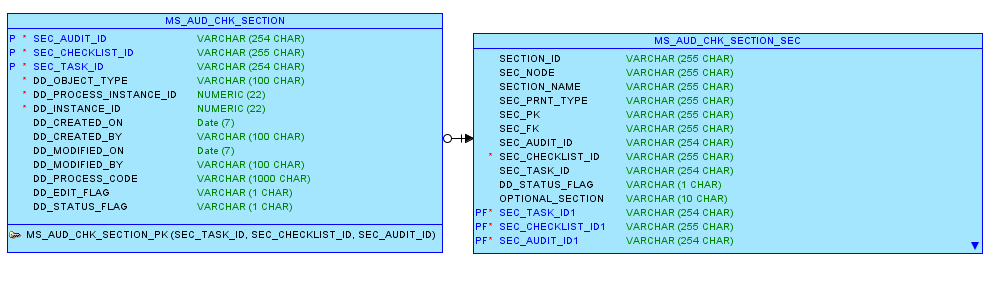 MS_AUD_CHK_SECTION
P * SEC_AUDIT_ID VARCHAR (254 CHAR)
P * SEC_CHECKLIST_ID VARCHAR (255 CHAR)
P * SEC_TASK_ID VARCHAR (254 CHAR)
* DD_OBJECT_TYPE VARCHAR (100 CHAR)
* DD_PROCESS_INSTANCE_ID NUMERIC (22)
* DD_INSTANCE_ID NUMERIC (22)
DD_CREATED_ON Date (7)
DD_CREATED_BY VARCHAR (100 CHAR)
DD_MODIFIED_ON Date (7)
DD_MODIFIED_BY VARCHAR (100 CHAR)
DD_PROCESS_CODE VARCHAR (1000 CHAR)
DD_EDIT_FLAG VARCHAR (1 CHAR)
DD_STATUS_FLAG VARCHAR (1 CHAR)
MS_AUD_CHK_SECTION_PK (SEC_TASK_ID, SEC_CHECKLIST_ID, SEC_AUDIT_ID)
MS_AUD_CHK_SECTION_SEC
SECTION_ID VARCHAR (255 CHAR)
SEC_NODE VARCHAR (255 CHAR)
SECTION_NAME VARCHAR (255 CHAR)
SEC_PRNT_TYPE VARCHAR (255 CHAR)
SEC_PK VARCHAR (255 CHAR)
SEC_FK VARCHAR (255 CHAR)
SEC_AUDIT_ID VARCHAR (254 CHAR)
* SEC_CHECKLIST_ID VARCHAR (255 CHAR)
SEC_TASK_ID VARCHAR (254 CHAR)
DD_STATUS_FLAG VARCHAR (1 CHAR)
OPTIONAL_SECTION VARCHAR (10 CHAR)
PF* SEC_TASK_ID1 VARCHAR (254 CHAR)
PF* SEC_CHECKLIST_ID1 VARCHAR (255 CHAR)
PF* SEC_AUDIT_ID1 VARCHAR (254 CHAR)